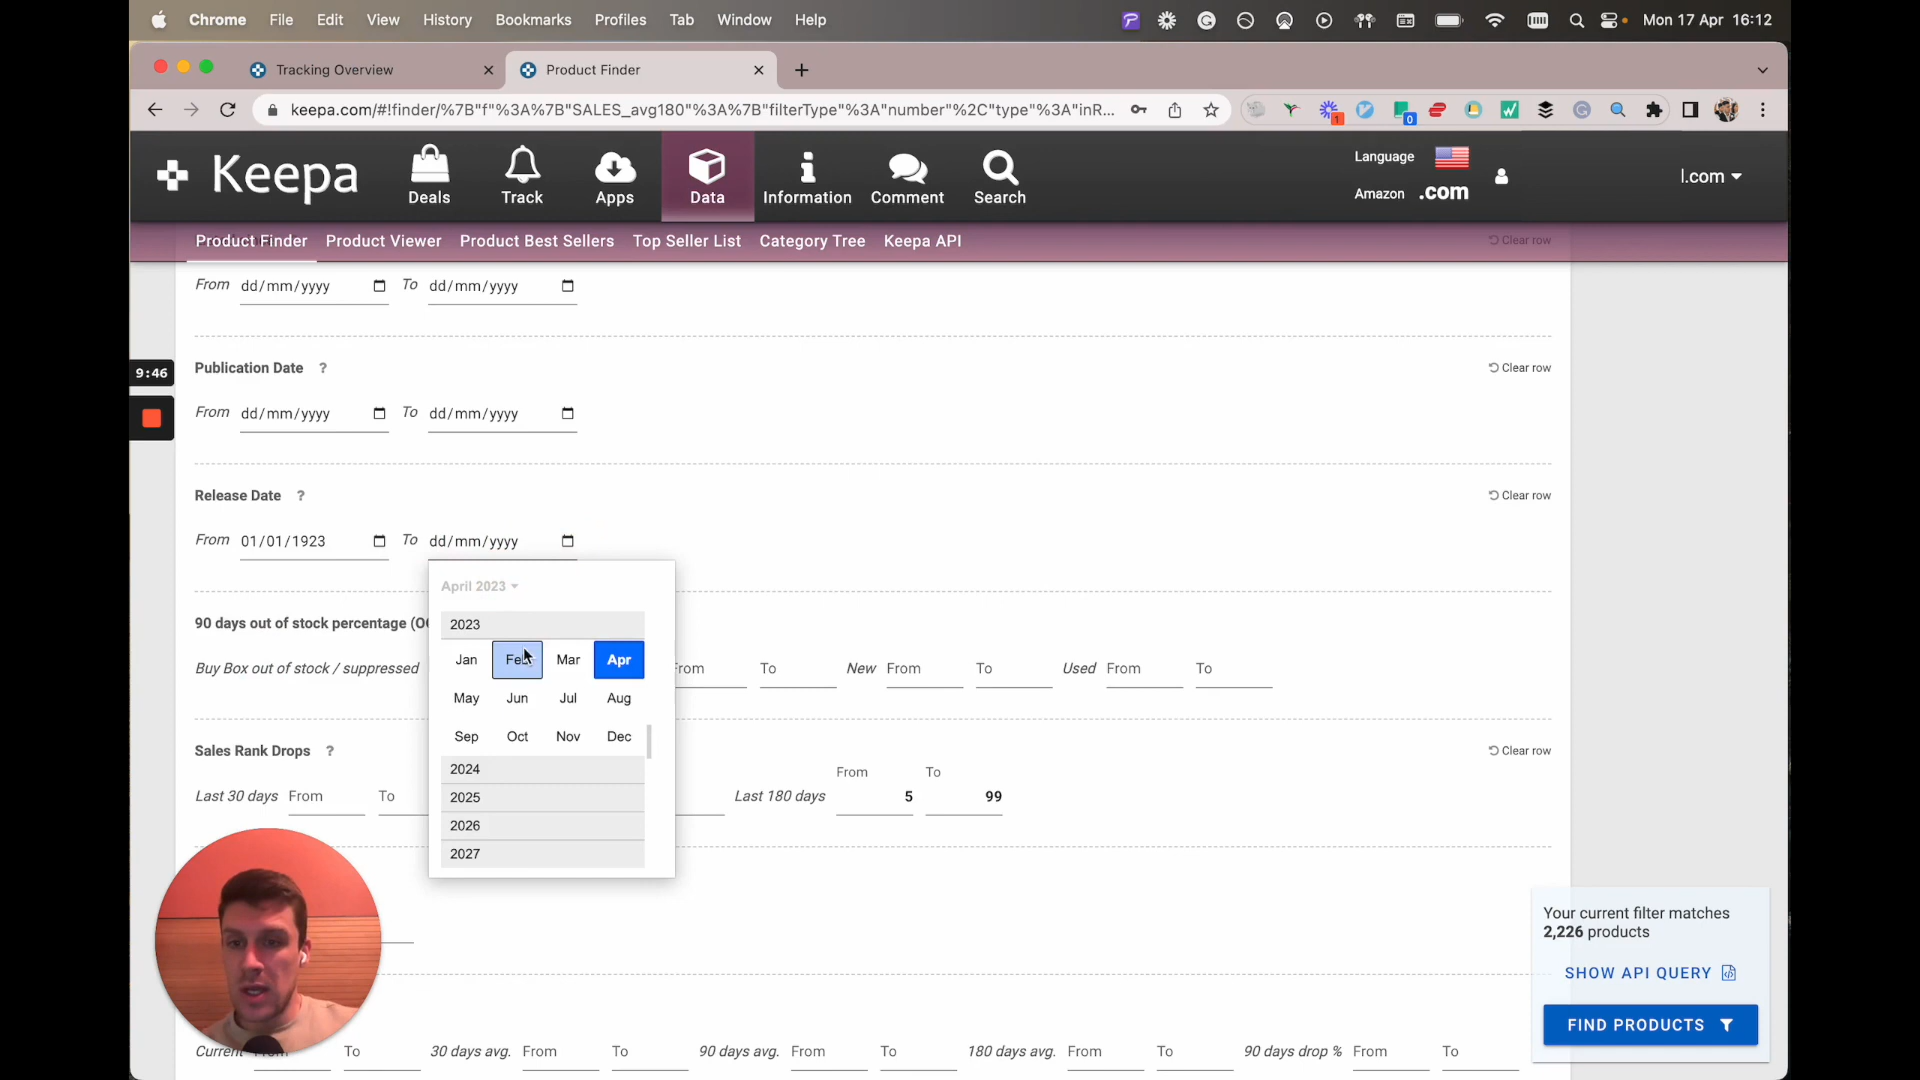 Chrome File Edit View History Bookmarks Profiles Tab Window Help Mon 17 Apr 16:12
Tracking Overview Product Finder
keepa.com/#!finder/%7B"f"%3A%7B"SALES_avg180"%3A%7B"filterType"%3A"number"%2C"type"%3A"inR...
1 0
Keepa Deals Track Apps Data Information Comment Search
Language
Amazon .com
l.com
Product Finder Product Viewer Product Best Sellers Top Seller List Category Tree Keepa API
Clear row
From dd/mm/yyyy To dd/mm/yyyy
Publication Date ? Clear row
9:46
From dd/mm/yyyy To dd/mm/yyyy
Release Date ? Clear row
From 01/01/1923 To dd/mm/yyyy
April 2023
2023
Jan Feb Mar Apr
May Jun Jul Aug
Sep Oct Nov Dec
2024
2025
2026
2027
90 days out of stock percentage (OO
Buy Box out of stock / suppressed From To New From To Used From To
Sales Rank Drops ? Clear row
From To
Last 30 days From To Last 180 days 5 99
Your current filter matches
2,226 products
SHOW API QUERY
FIND PRODUCTS
Current From To 30 days avg. From To 90 days avg. From To 180 days avg. From To 90 days drop % From To